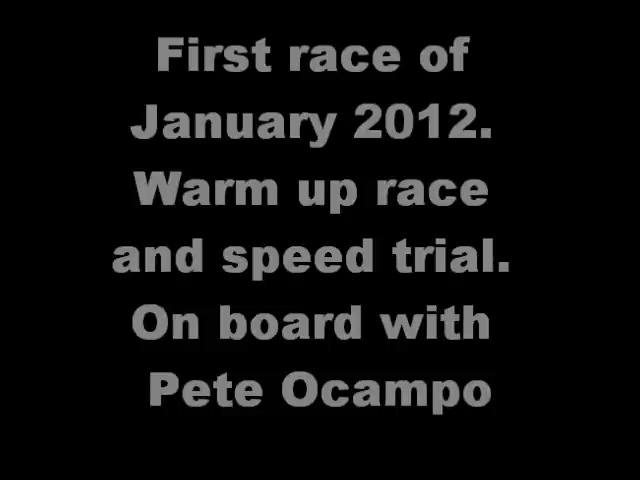 First race of
January 2012.
Warm up race
and speed trial.
On board with
Pete Ocampo